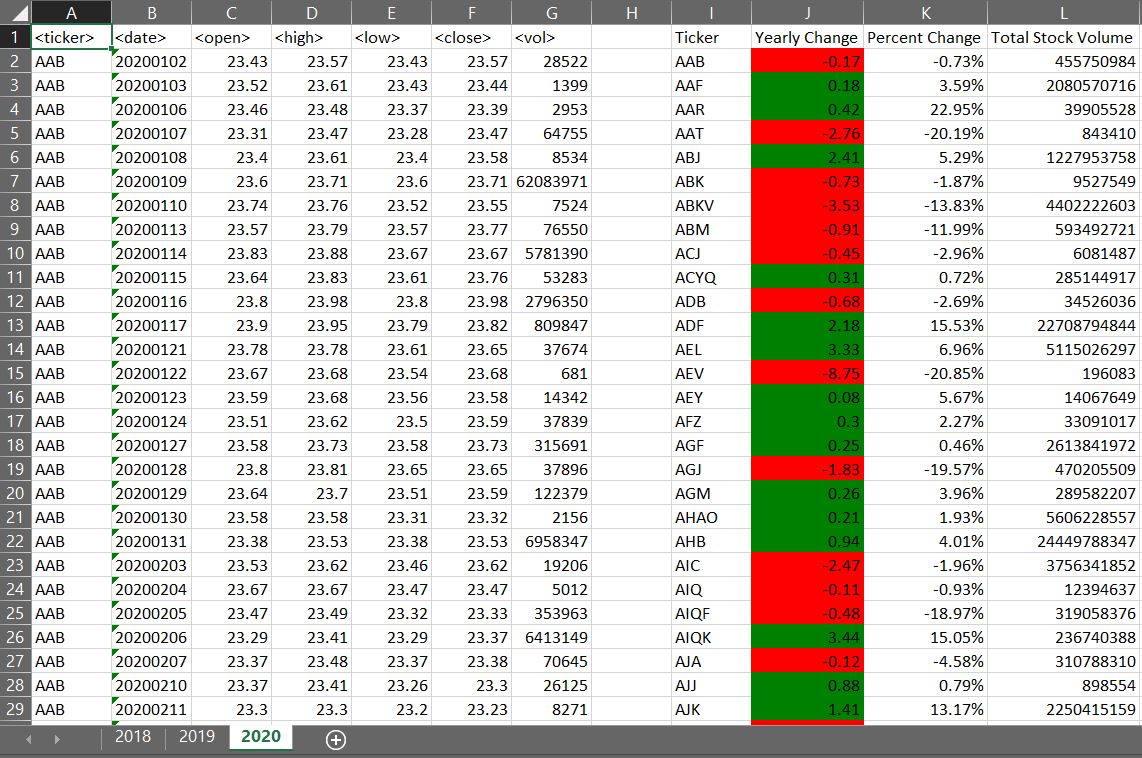 A B C D E F G H I J K L
1 <ticker> <date> <open> <high> <low> <close> <vol> Ticker Yearly Change Percent Change Total Stock Volume
2 AAB 20200102 23.43 23.57 23.43 23.57 28522 AAB -0.17 -0.73% 455750984
3 AAB 20200103 23.52 23.61 23.43 23.44 1399 AAF 0.18 3.59% 2080570716
4 AAB 20200106 23.46 23.48 23.37 23.39 2953 AAR 0.42 22.95% 39905528
5 AAB 20200107 23.31 23.47 23.28 23.47 64755 AAT -2.76 -20.19% 843410
6 AAB 20200108 23.4 23.61 23.4 23.58 8534 ABJ 2.41 5.29% 1227953758
7 AAB 20200109 23.6 23.71 23.6 23.71 62083971 ABK -0.73 -1.87% 9527549
8 AAB 20200110 23.74 23.76 23.52 23.55 7524 ABKV -3.53 -13.83% 4402222603
9 AAB 20200113 23.57 23.79 23.57 23.77 76550 ABM -0.91 -11.99% 593492721
10 AAB 20200114 23.83 23.88 23.67 23.67 5781390 ACJ -0.45 -2.96% 6081487
11 AAB 20200115 23.64 23.83 23.61 23.76 53283 ACYQ 0.31 0.72% 285144917
12 AAB 20200116 23.8 23.98 23.8 23.98 2796350 ADB -0.68 -2.69% 34526036
13 AAB 20200117 23.9 23.95 23.79 23.82 809847 ADF 2.18 15.53% 22708794844
14 AAB 20200121 23.78 23.78 23.61 23.65 37674 AEL 3.33 6.96% 5115026297
15 AAB 20200122 23.67 23.68 23.54 23.68 681 AEV -8.75 -20.85% 196083
16 AAB 20200123 23.59 23.68 23.56 23.58 14342 AEY 0.08 5.67% 14067649
17 AAB 20200124 23.51 23.62 23.5 23.59 37839 AFZ 0.3 2.27% 33091017
18 AAB 20200127 23.58 23.73 23.58 23.73 315691 AGF 0.25 0.46% 2613841972
19 AAB 20200128 23.8 23.81 23.65 23.65 37896 AGJ -1.83 -19.57% 470205509
20 AAB 20200129 23.64 23.7 23.51 23.59 122379 AGM 0.26 3.96% 289582207
21 AAB 20200130 23.58 23.58 23.31 23.32 2156 AHAO 0.21 1.93% 5606228557
22 AAB 20200131 23.38 23.53 23.38 23.53 6958347 AHB 0.94 4.01% 24449788347
23 AAB 20200203 23.53 23.62 23.46 23.62 19206 AIC -2.47 -1.96% 3756341852
24 AAB 20200204 23.67 23.67 23.47 23.47 5012 AIQ -0.11 -0.93% 12394637
25 AAB 20200205 23.47 23.49 23.32 23.33 353963 AIQF -0.48 -18.97% 319058376
26 AAB 20200206 23.29 23.41 23.29 23.37 6413149 AIQK 3.44 15.05% 236740388
27 AAB 20200207 23.37 23.48 23.37 23.38 70645 AJA -0.12 -4.58% 310788310
28 AAB 20200210 23.37 23.41 23.26 23.3 26125 AJJ 0.88 0.79% 898554
29 AAB 20200211 23.3 23.3 23.2 23.23 8271 AJK 1.41 13.17% 2250415159
2018 2019 2020